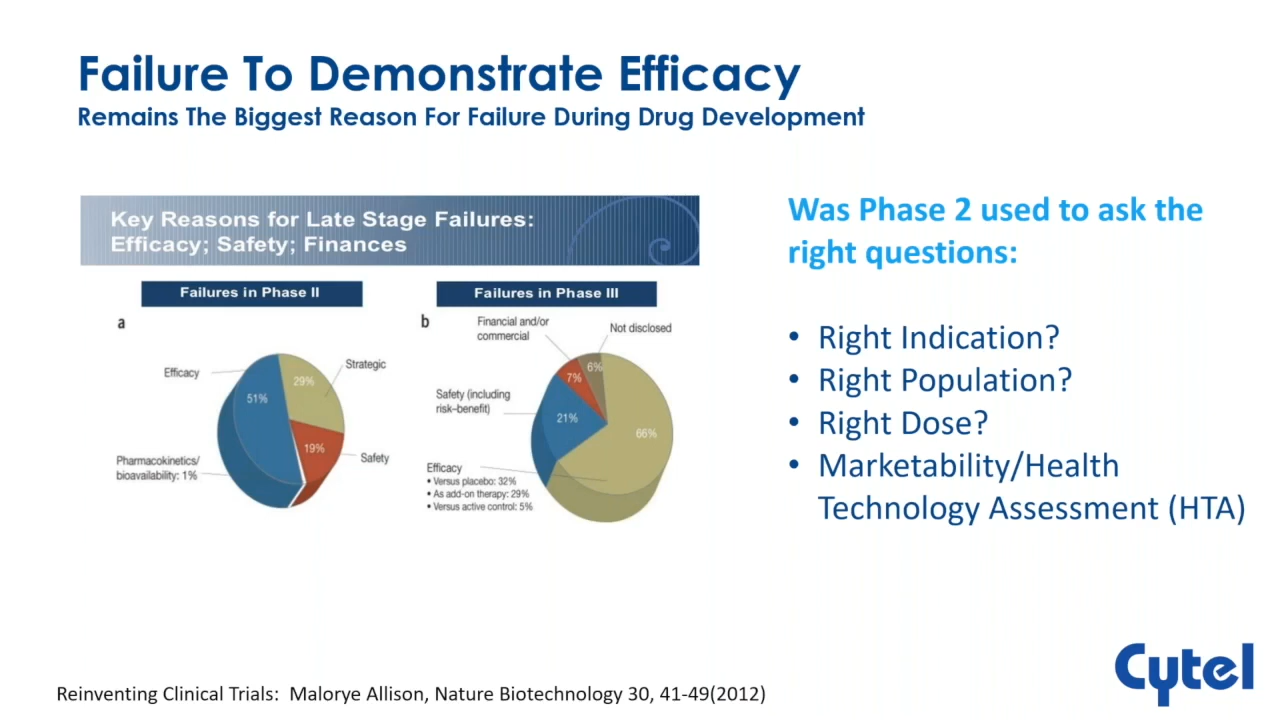 Failure To Demonstrate Efficacy
Remains The Biggest Reason For Failure During Drug Development
Key Reasons for Late Stage Failures:
Efficacy; Safety; Finances
Failures in Phase II
a
Efficacy
51%
29%
Strategic
19%
Safety
Pharmacokinetics/
bioavailability: 1%
Failures in Phase III
b
Financial and/or
commercial
Not disclosed
6%
7%
Safety (including
risk–benefit)
21%
66%
Efficacy
• Versus placebo: 32%
• As add-on therapy: 29%
• Versus active control: 5%
Was Phase 2 used to ask the
right questions:
• Right Indication?
• Right Population?
• Right Dose?
• Marketability/Health
Technology Assessment (HTA)
Reinventing Clinical Trials: Malorye Allison, Nature Biotechnology 30, 41-49(2012)
Cytel